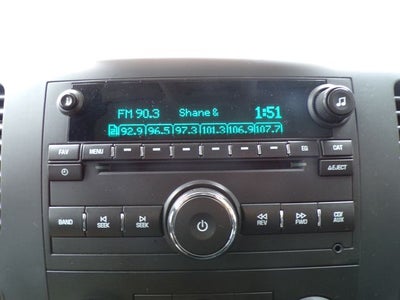 FM 90.3 Shane & 1:51
92.9 96.5 97.3 101.3 106.9 107.7
FAV MENU EQ CAT
EJECT
BAND SEEK SEEK REV FWD CD/AUX